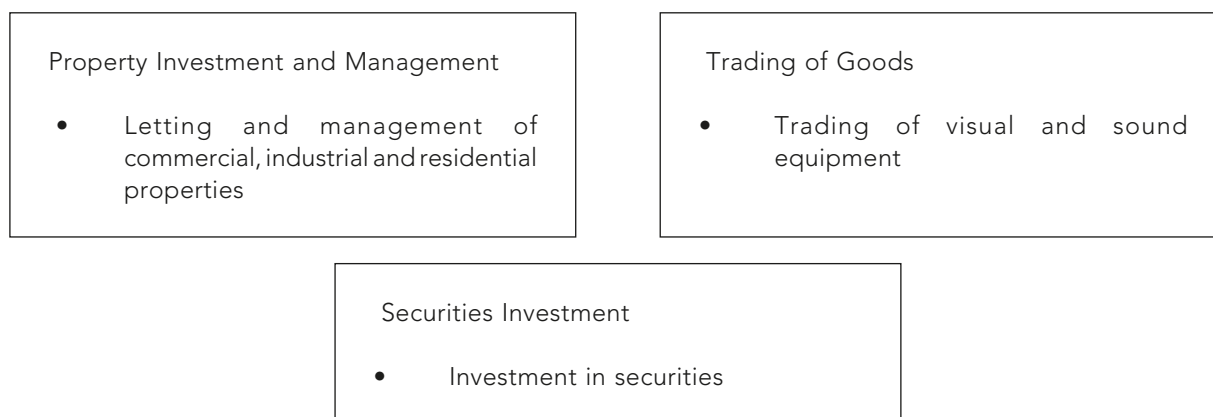 Property Investment and Management
• Letting and management of
commercial, industrial and residential
properties
Trading of Goods
• Trading of visual and sound
equipment
Securities Investment
• Investment in securities